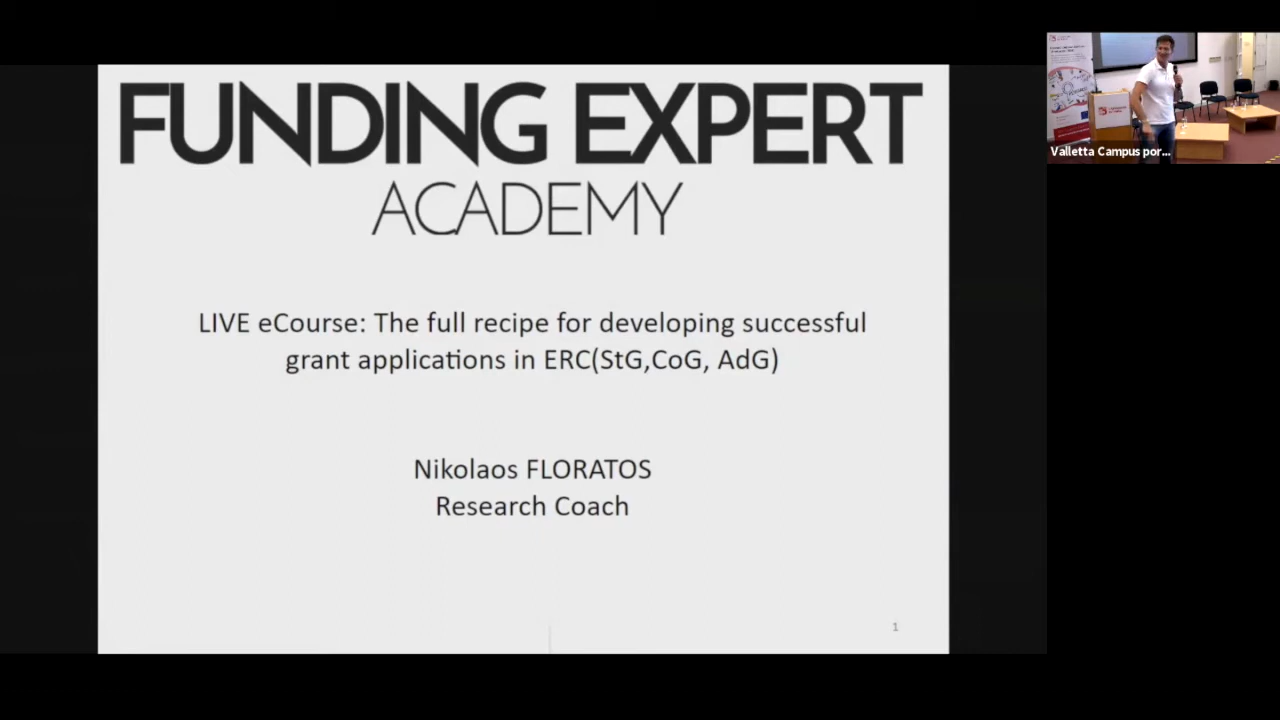 FUNDING EXPERT
ACADEMY
LIVE eCourse: The full recipe for developing successful
grant applications in ERC(StG,CoG, AdG)
Nikolaos FLORATOS
Research Coach
1
Valletta Campus por...